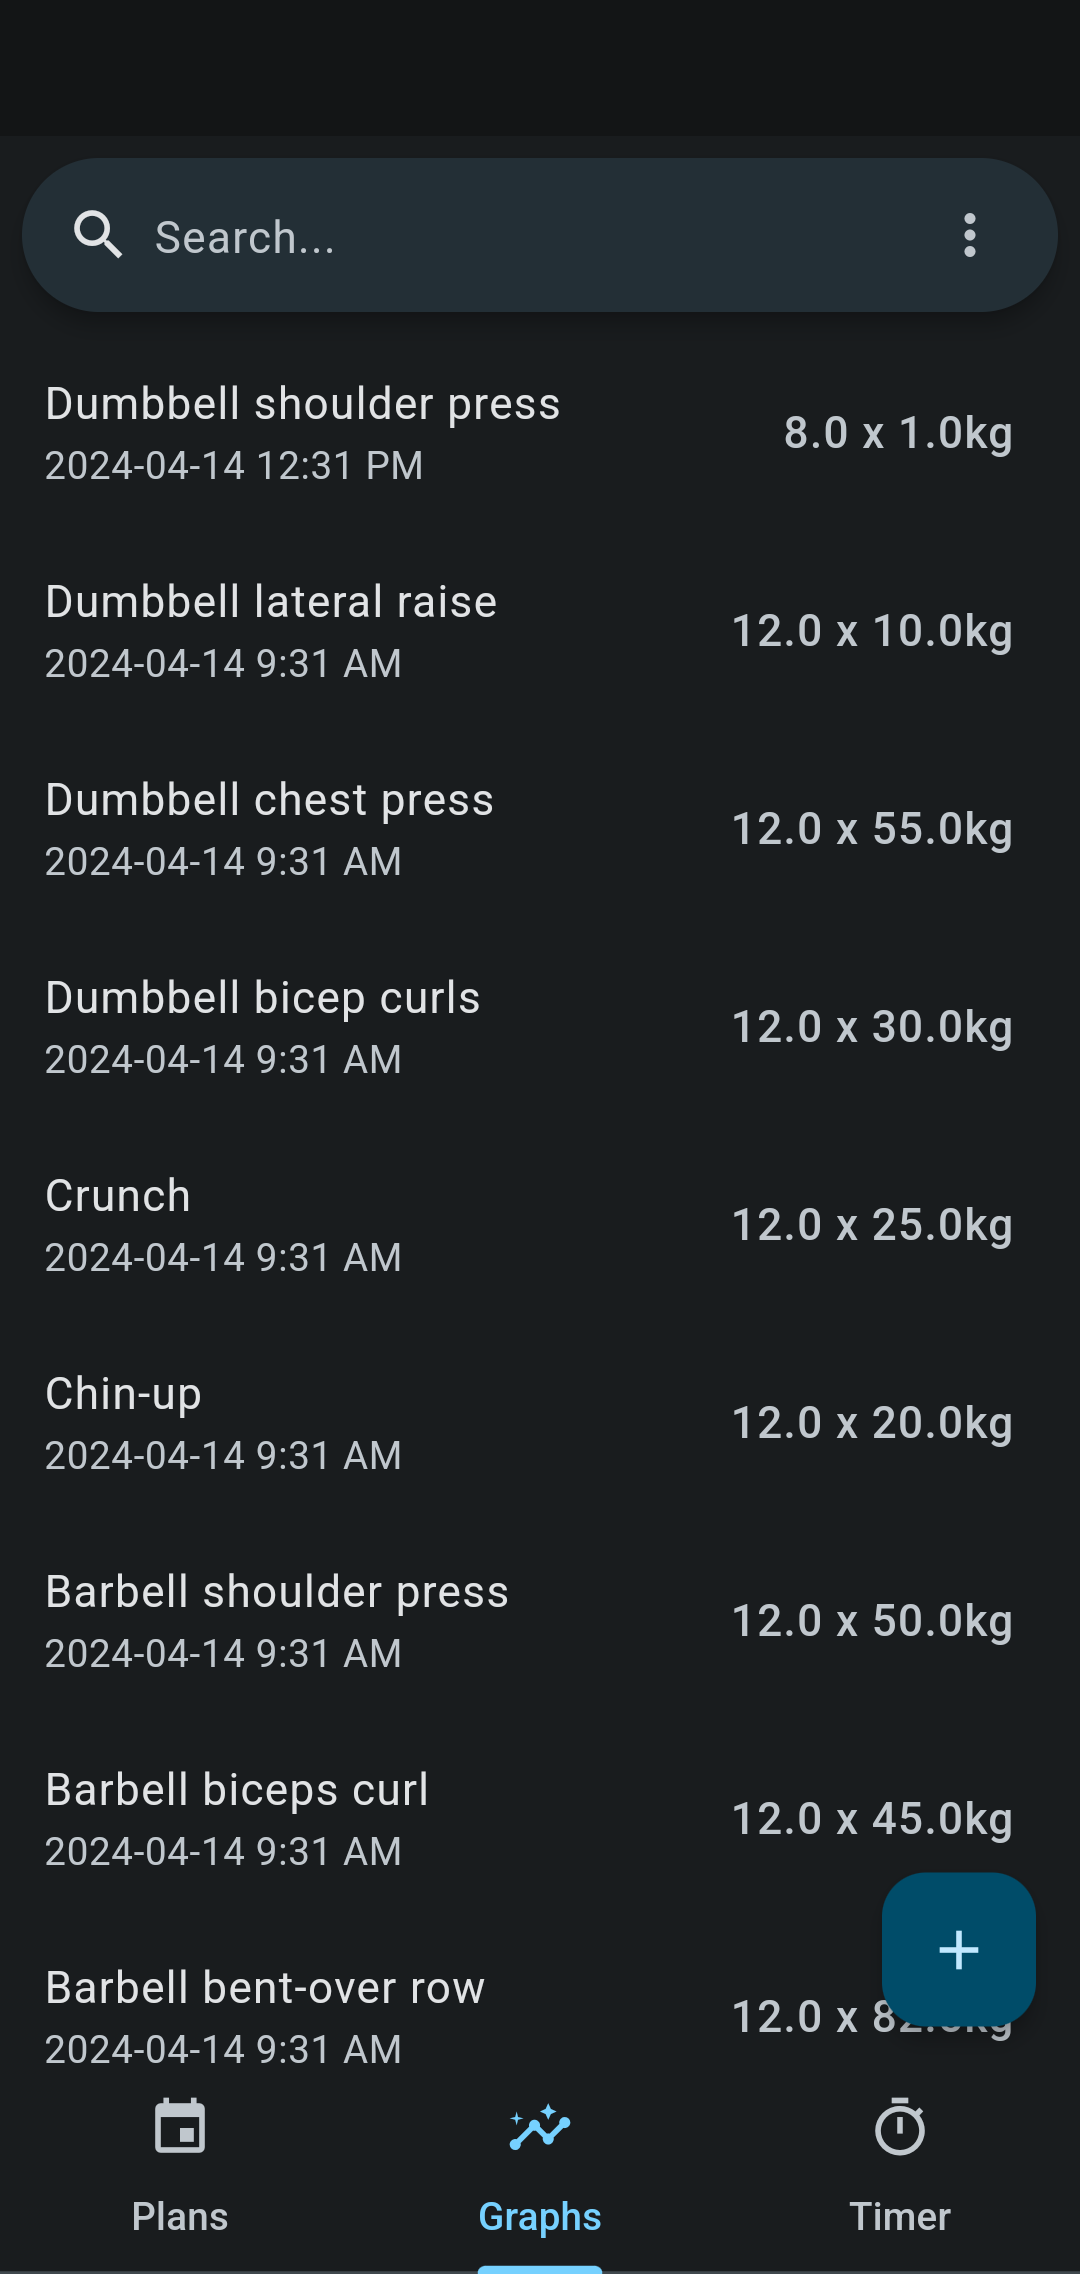 Search...
Dumbbell shoulder press
2024-04-14 12:31 PM
8.0 x 1.0kg
Dumbbell lateral raise
2024-04-14 9:31 AM
12.0 x 10.0kg
Dumbbell chest press
2024-04-14 9:31 AM
12.0 x 55.0kg
Dumbbell bicep curls
2024-04-14 9:31 AM
12.0 x 30.0kg
Crunch
2024-04-14 9:31 AM
12.0 x 25.0kg
Chin-up
2024-04-14 9:31 AM
12.0 x 20.0kg
Barbell shoulder press
2024-04-14 9:31 AM
12.0 x 50.0kg
Barbell biceps curl
2024-04-14 9:31 AM
12.0 x 45.0kg
Barbell bent-over row
2024-04-14 9:31 AM
12.0 x
Plans
Graphs
Timer